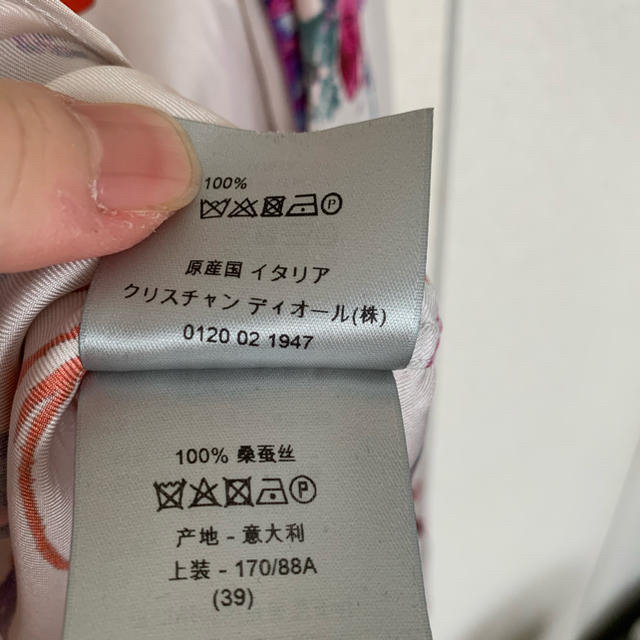 100%
P
原産国 イタリア
クリスチャン ディオール(株)
0120 02 1947
100% 桑蚕丝
P
产地 - 意大利
上装 - 170/88A
(39)